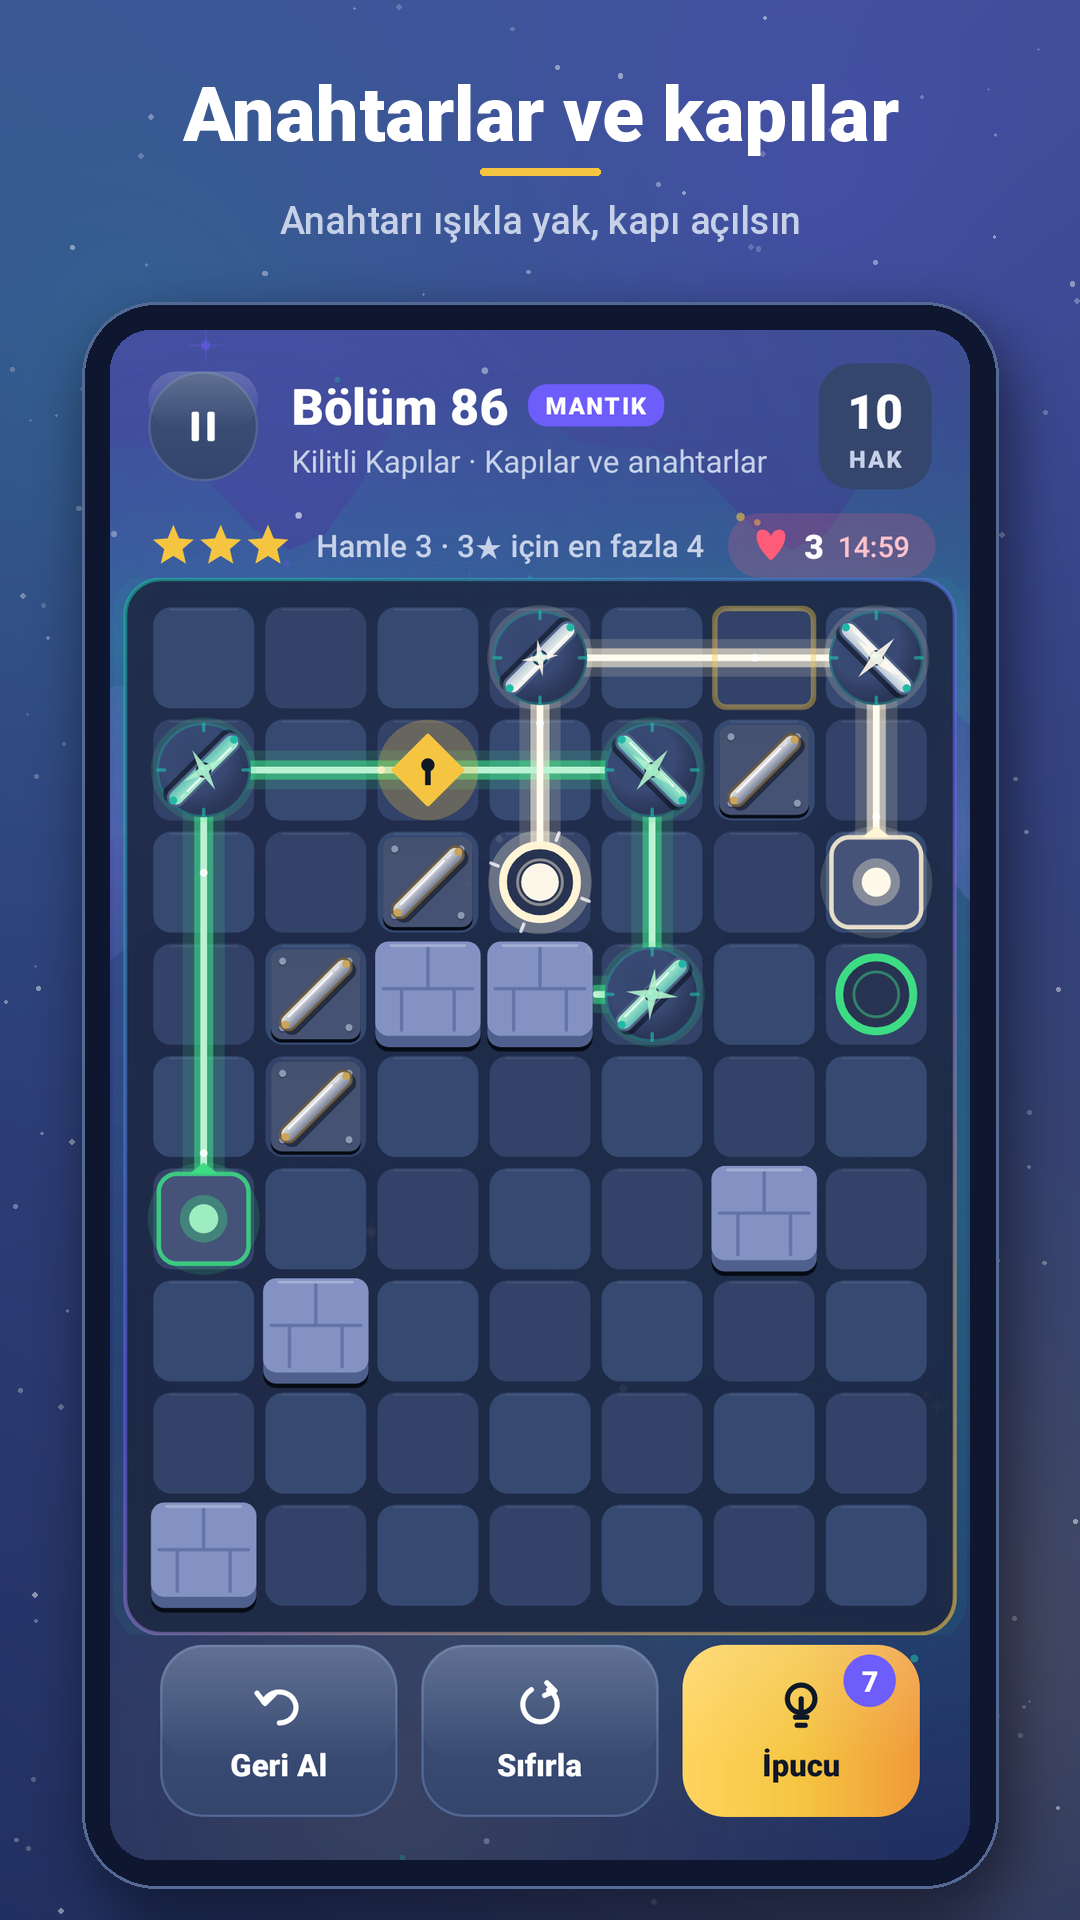 Anahtarlar ve kapılar
Anahtarı ışıkla yak, kapı açılsın
Bölüm 86 MANTIK
Kilitli Kapılar · Kapılar ve anahtarlar
10
HAK
Hamle 3 · 3★ için en fazla 4
3 14:59
Geri Al
Sıfırla
İpucu
7